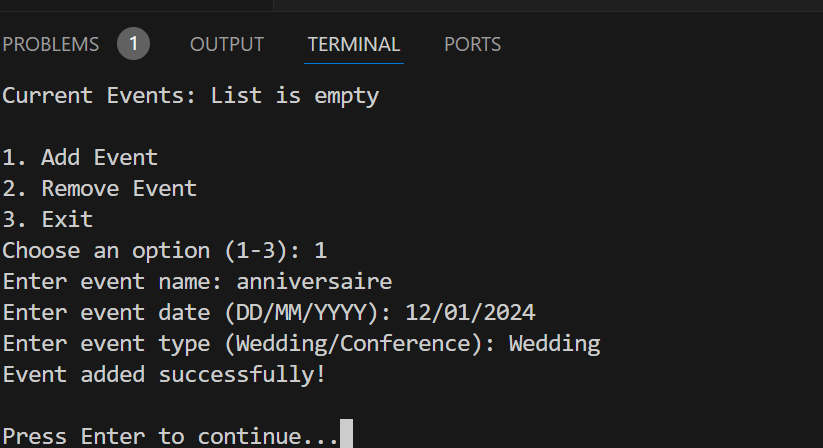 PROBLEMS 1 OUTPUT TERMINAL PORTS
Current Events: List is empty
1. Add Event
2. Remove Event
3. Exit
Choose an option (1-3): 1
Enter event name: anniversaire
Enter event date (DD/MM/YYYY): 12/01/2024
Enter event type (Wedding/Conference): Wedding
Event added successfully!
Press Enter to continue...